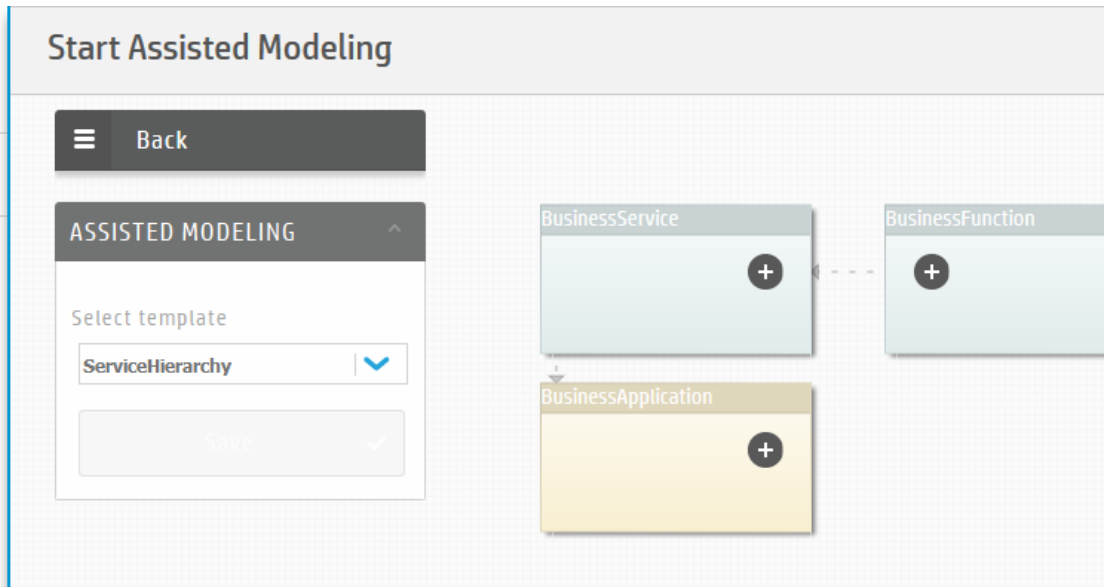 Start Assisted Modeling
Back
ASSISTED MODELING
Select template
ServiceHierarchy
Save
BusinessService
BusinessFunction
BusinessApplication